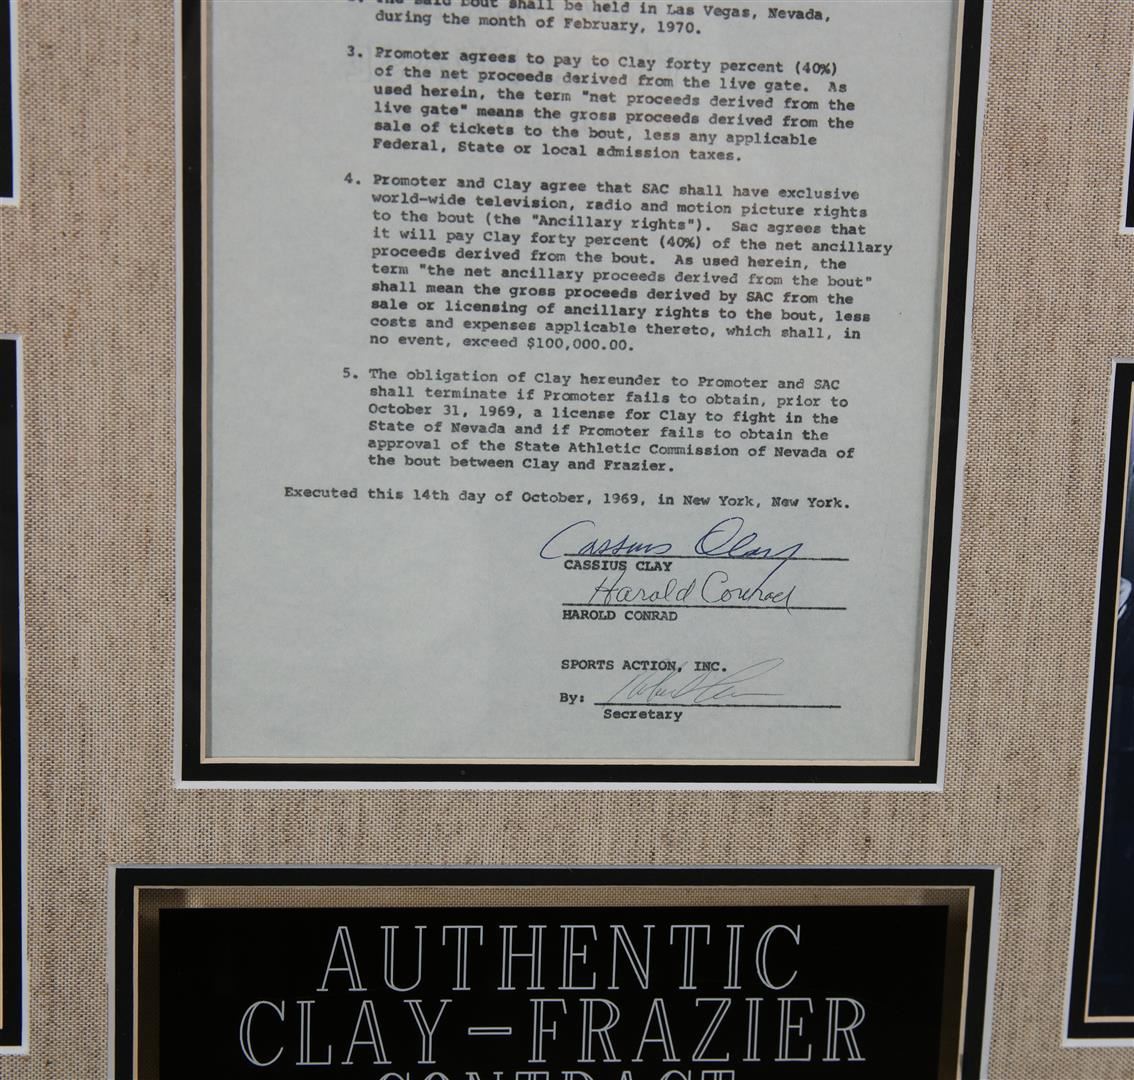 The said bout shall be held in Las Vegas, Nevada,
during the month of February, 1970.
3. Promoter agrees to pay to Clay forty percent (40%)
of the net proceeds derived from the live gate. As
used herein, the term "net proceeds derived from the
live gate" means the gross proceeds derived from the
sale of tickets to the bout, less any applicable
Federal, State or local admission taxes.
4. Promoter and Clay agree that SAC shall have exclusive
world-wide television, radio and motion picture rights
to the bout (the "Ancillary rights"). Sac agrees that
it will pay Clay forty percent (40%) of the net ancillary
proceeds derived from the bout. As used herein, the
term "the net ancillary proceeds derived from the bout"
shall mean the gross proceeds derived by SAC from the
sale or licensing of ancillary rights to the bout, less
costs and expenses applicable thereto, which shall, in
no event, exceed $100,000.00.
5. The obligation of Clay hereunder to Promoter and SAC
shall terminate if Promoter fails to obtain, prior to
October 31, 1969, a license for Clay to fight in the
State of Nevada and if Promoter fails to obtain the
approval of the State Athletic Commission of Nevada of
the bout between Clay and Frazier.
Executed this 14th day of October, 1969, in New York, New York.
Cassius Clay
CASSIUS CLAY
Harold Conrad
HAROLD CONRAD
SPORTS ACTION, INC.
By:
Secretary
AUTHENTIC
CLAY-FRAZIER
CONTRACT